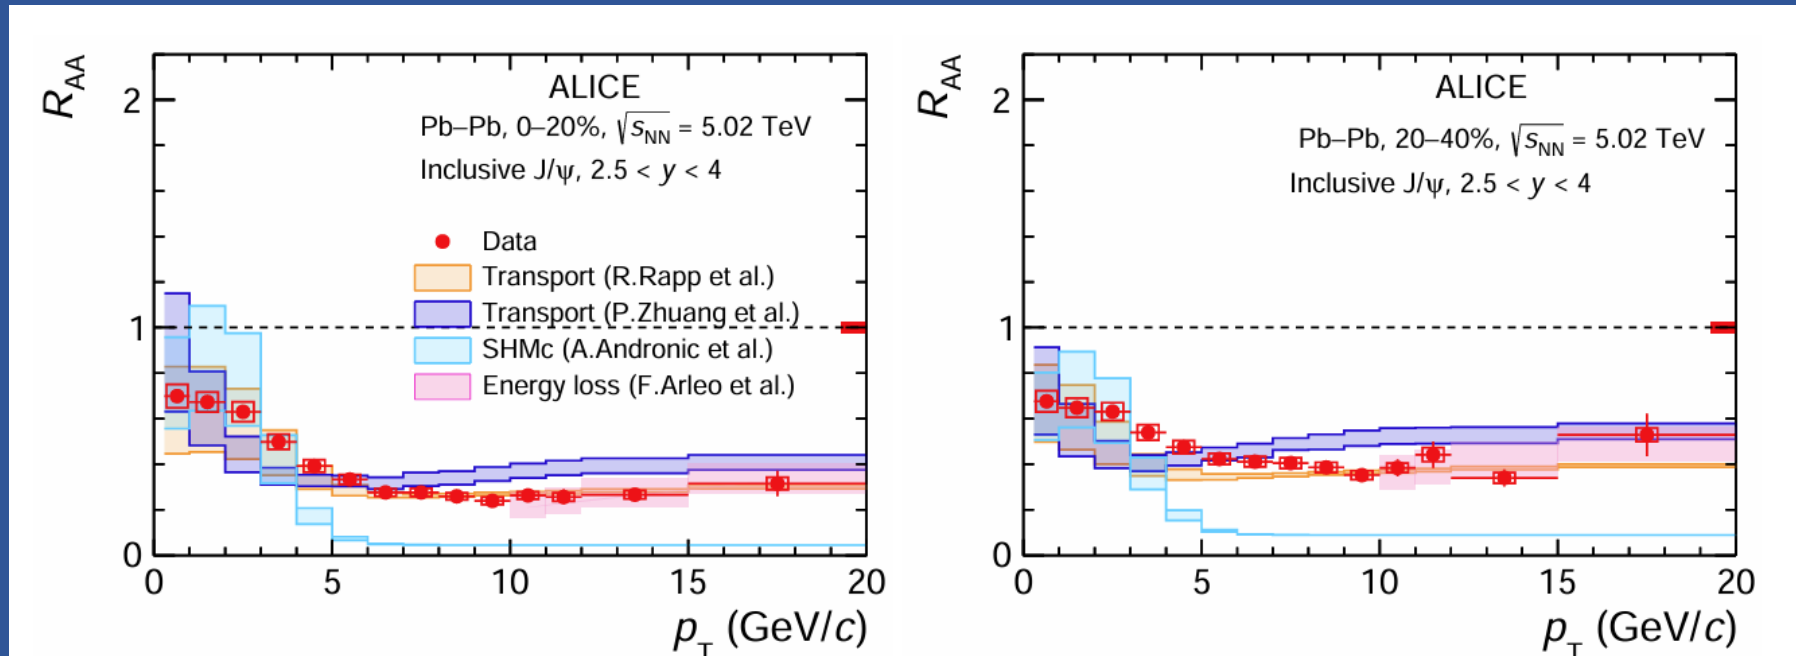 R_AA
2
1
0
ALICE
Pb–Pb, 0–20%, √s_NN = 5.02 TeV
Inclusive J/ψ, 2.5 < y < 4
Data
Transport (R.Rapp et al.)
Transport (P.Zhuang et al.)
SHMc (A.Andronic et al.)
Energy loss (F.Arleo et al.)
0 5 10 15 20
p_T (GeV/c)
R_AA
2
1
0
ALICE
Pb–Pb, 20–40%, √s_NN = 5.02 TeV
Inclusive J/ψ, 2.5 < y < 4
0 5 10 15 20
p_T (GeV/c)